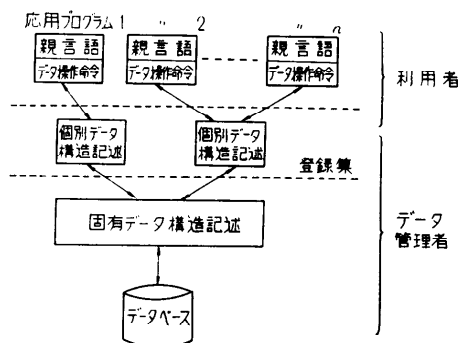 応用プログラム1 〃 2 〃 n
親言語 親言語 親言語
データ操作命令 データ操作命令 データ操作命令
利用者
個別データ構造記述 個別データ構造記述
登録集
固有データ構造記述
データ管理者
データベース